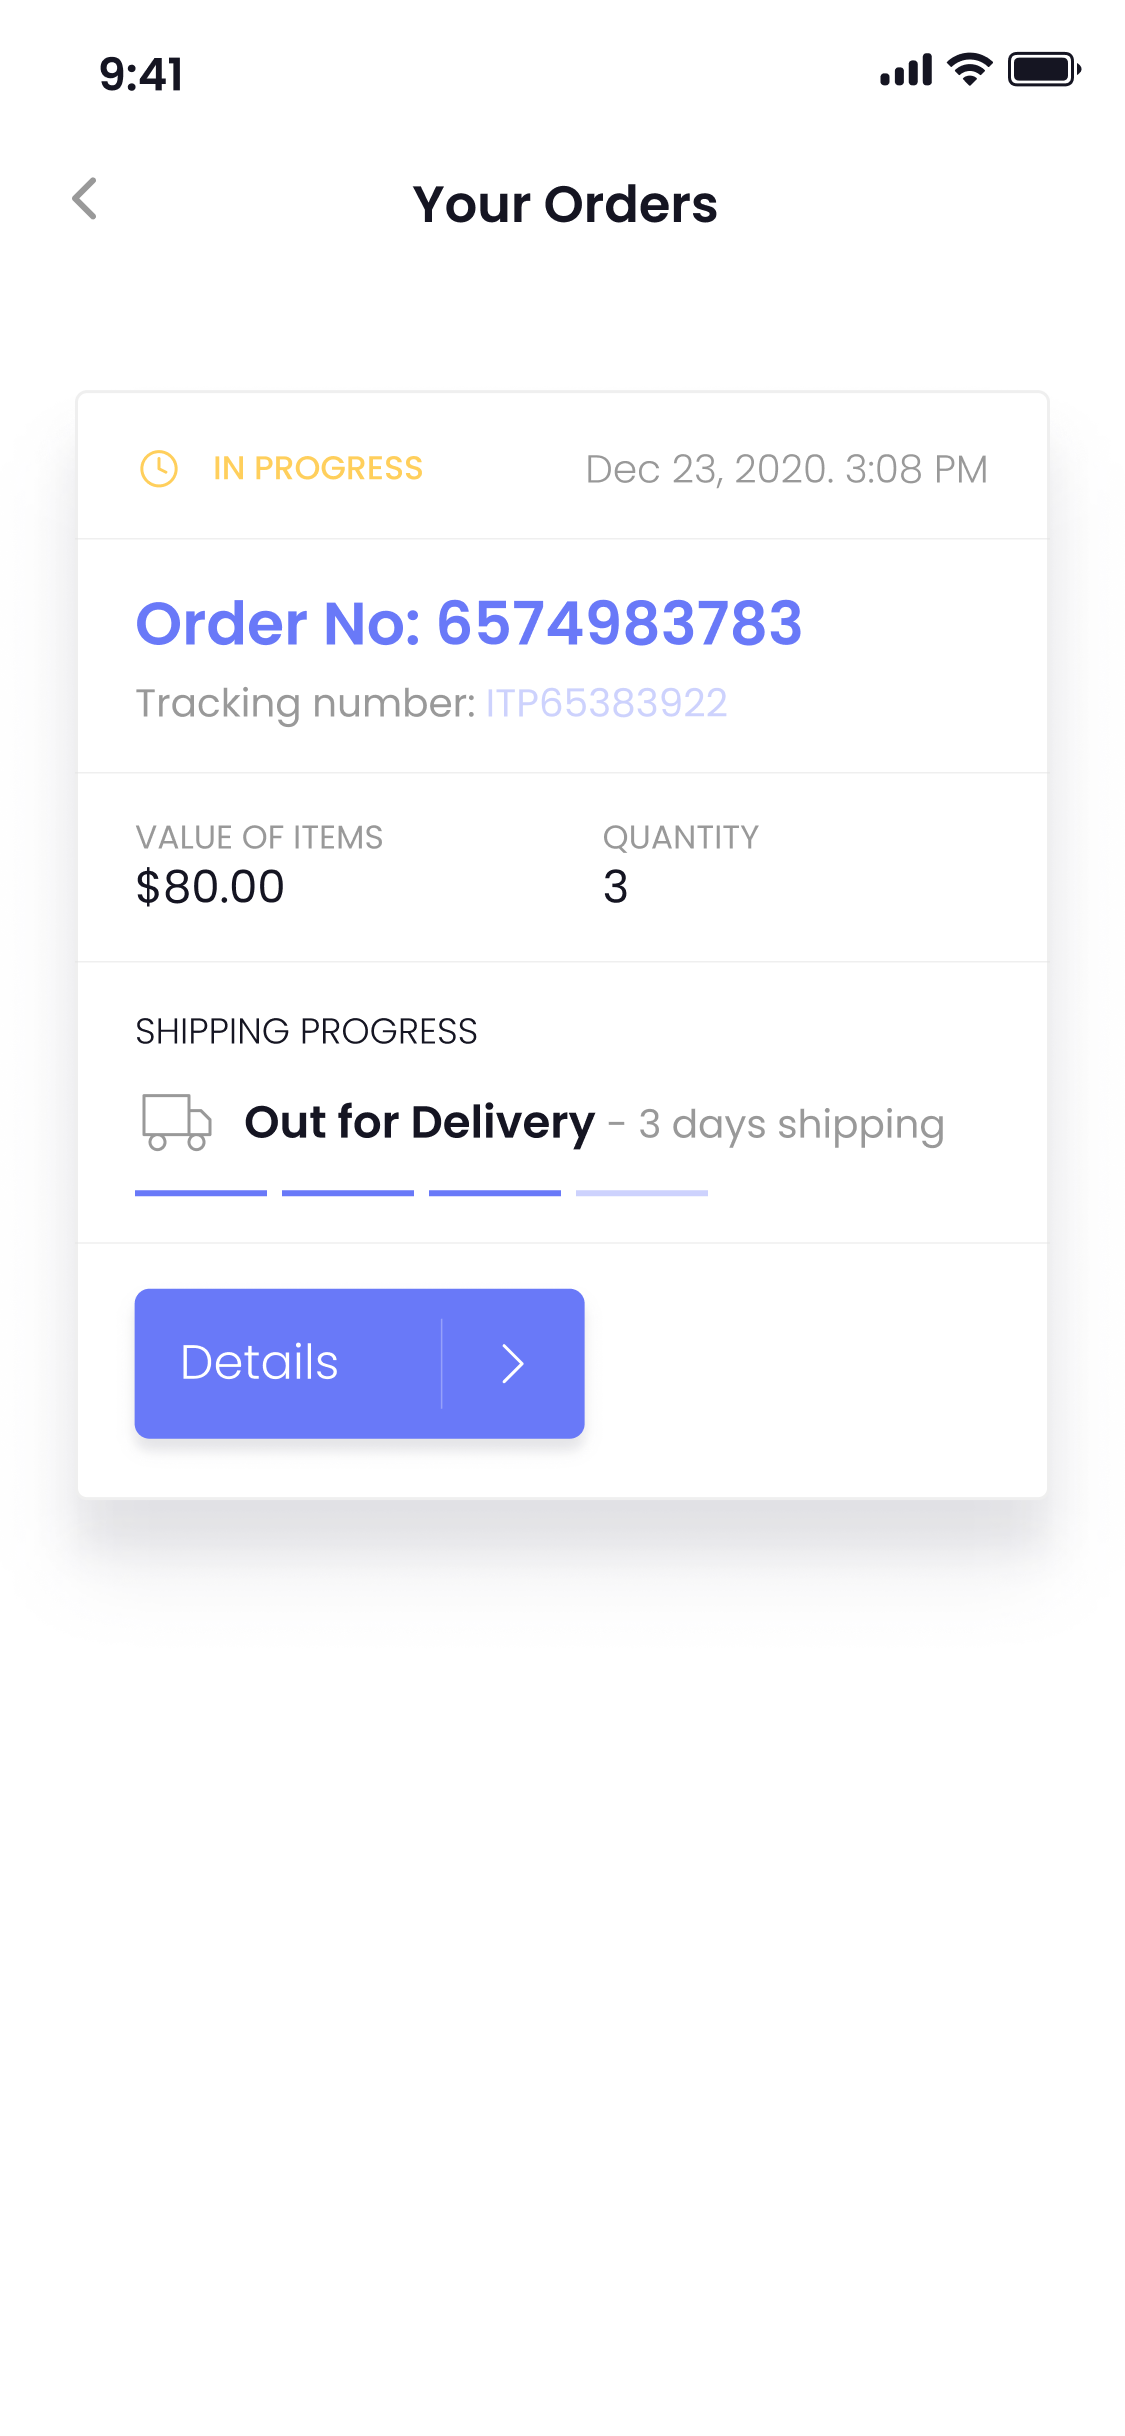 9:41
Your Orders
IN PROGRESS Dec 23, 2020. 3:08 PM
Order No: 6574983783
Tracking number: ITP65383922
VALUE OF ITEMS QUANTITY
$80.00 3
SHIPPING PROGRESS
Out for Delivery - 3 days shipping
Details